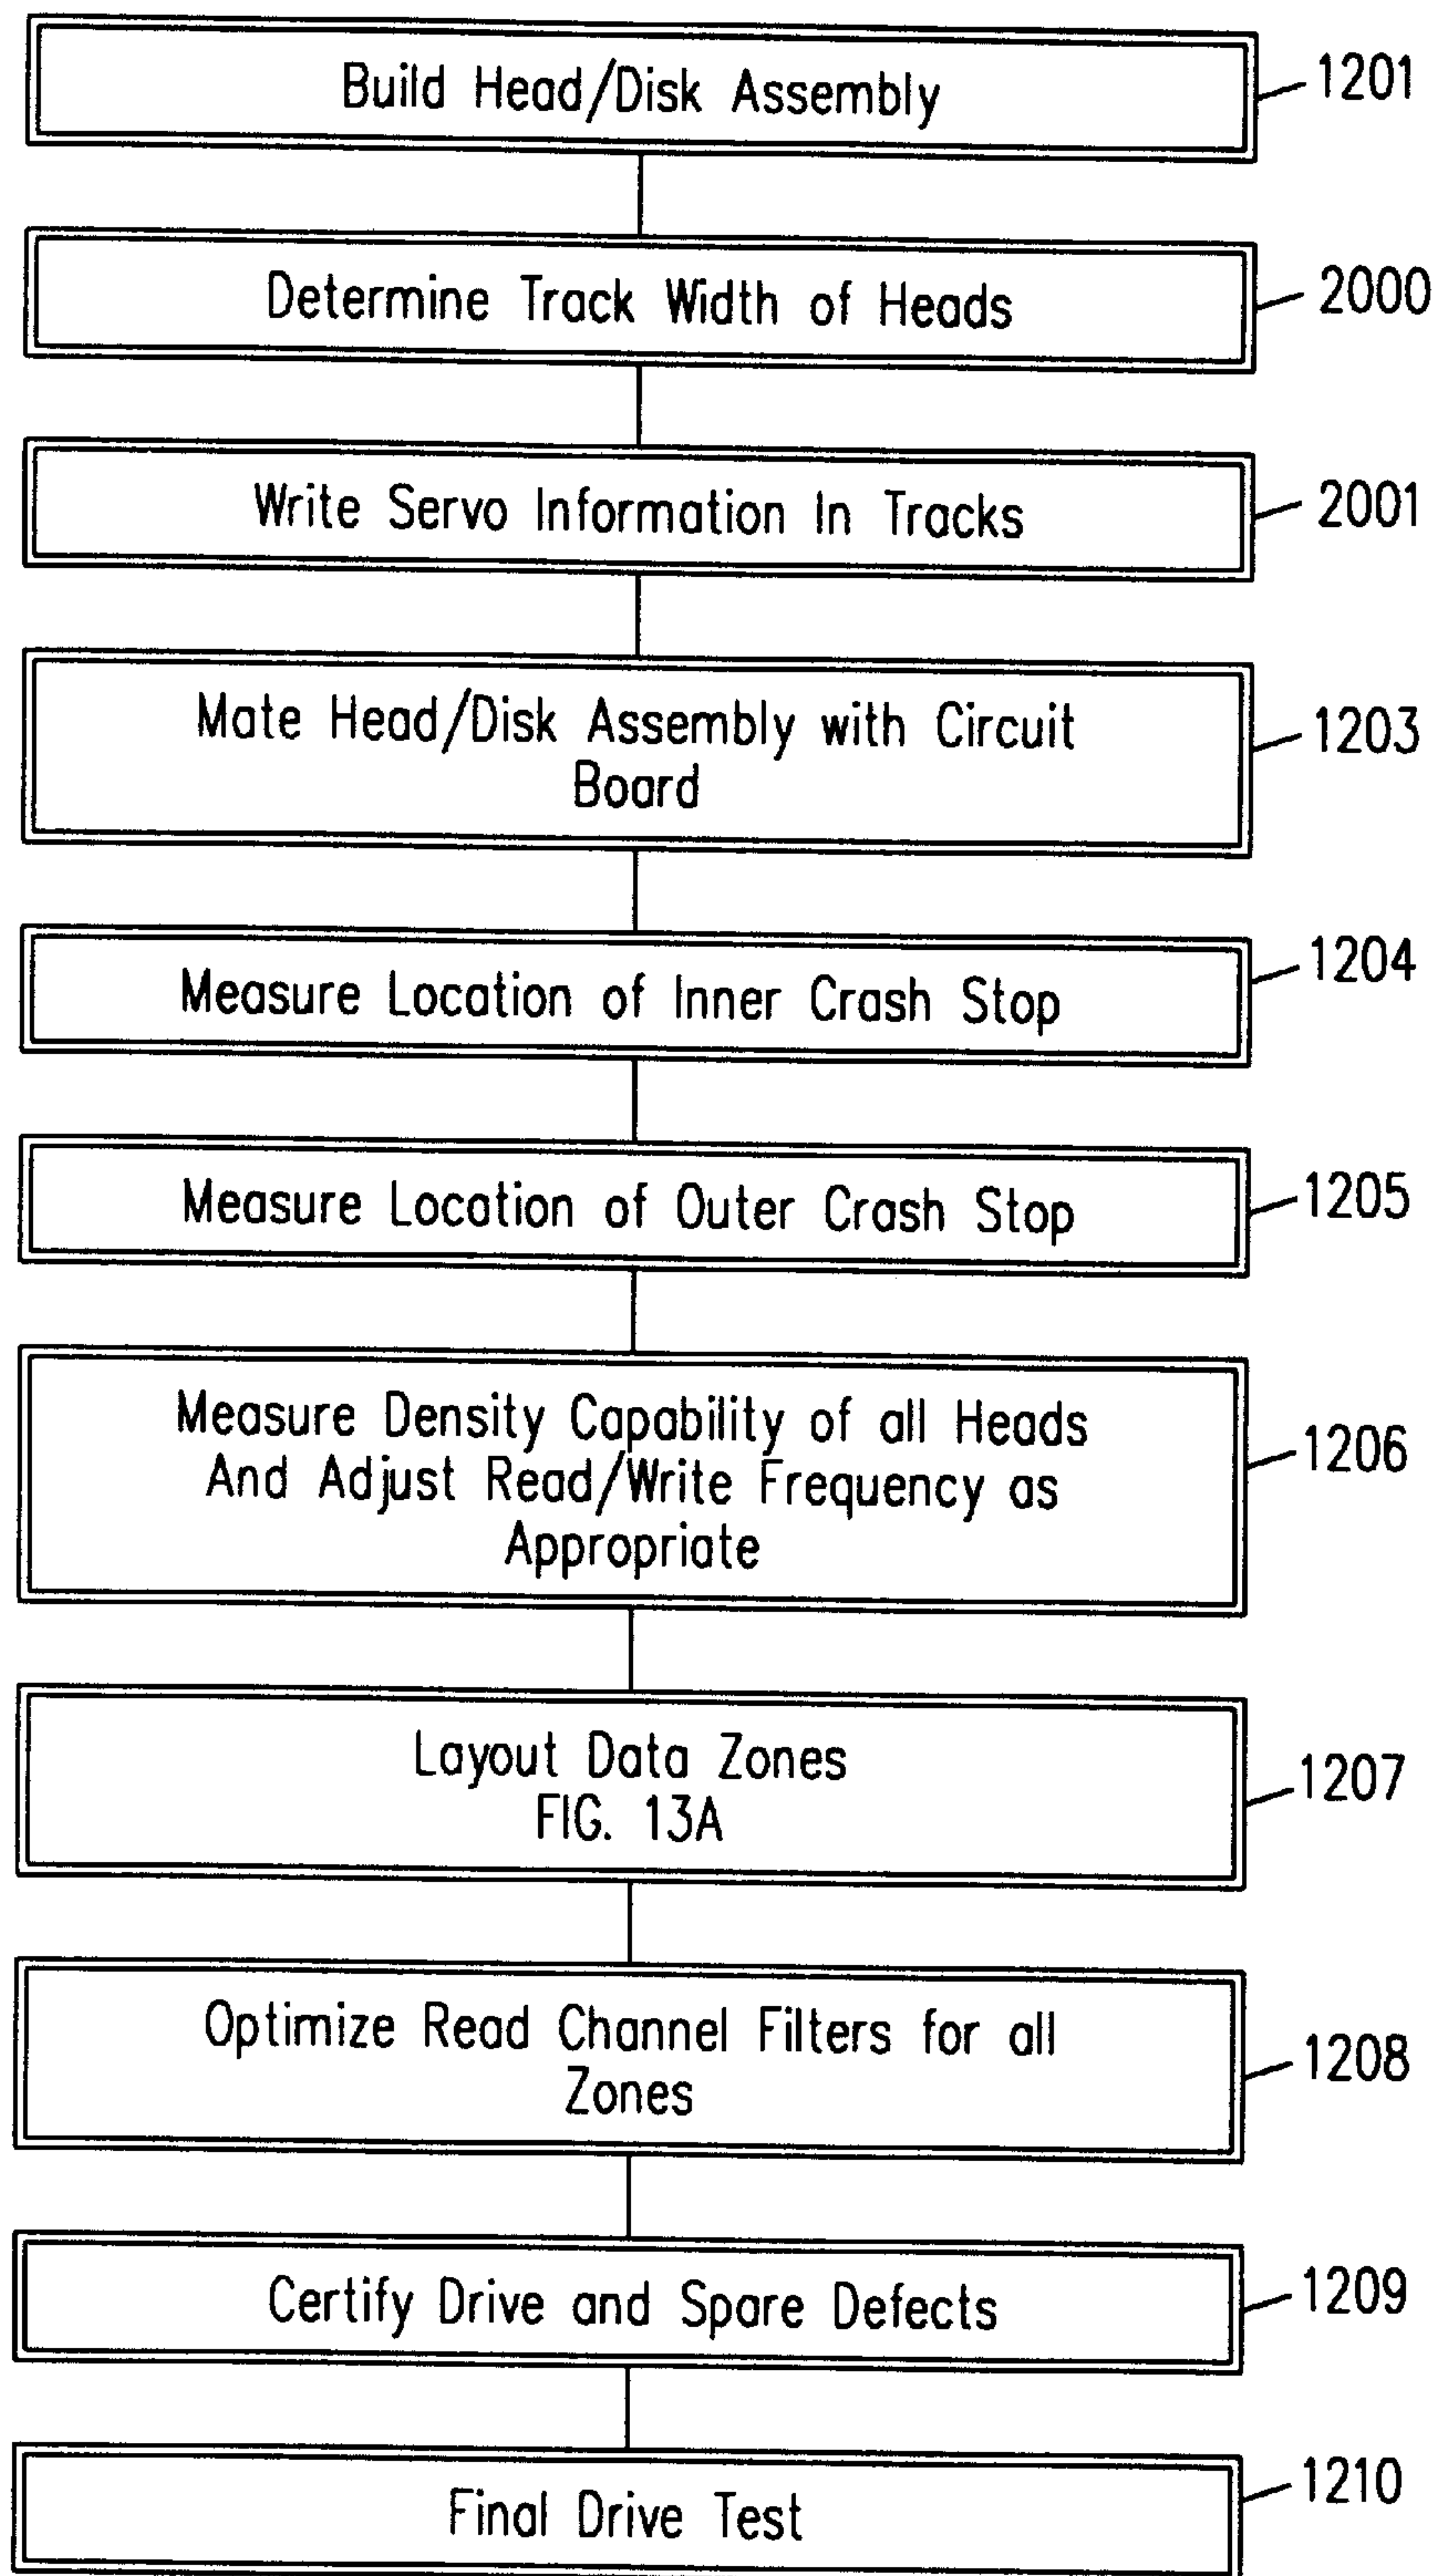 Build Head/Disk Assembly
1201
Determine Track Width of Heads
2000
Write Servo Information In Tracks
2001
Mate Head/Disk Assembly with Circuit
Board
1203
Measure Location of Inner Crash Stop
1204
Measure Location of Outer Crash Stop
1205
Measure Density Capability of all Heads
And Adjust Read/Write Frequency as
Appropriate
1206
Layout Data Zones
FIG. 13A
1207
Optimize Read Channel Filters for all
Zones
1208
Certify Drive and Spare Defects
1209
Final Drive Test
1210